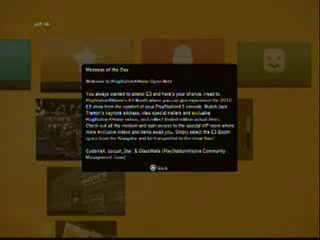 Message of the Day
Welcome to PlayStation®Home Open Beta
You always wanted to attend E3 and here's your chance. Head to
PlayStation®Home's E3 Booth where you can experience the 2010
E3 show from the comfort of your PlayStation®3 console. Watch Jack
Tretton's keynote address, view special trailers and exclusive
PlayStation®Home videos, and collect limited edition virtual items.
Check out all the content and gain access to the special VIP room where
more exclusive videos and items await you. Simply select the E3 Booth
space from the Navigator and be transported to the show floor!
CydoniaX, Locust_Star, & GlassWalls (PlayStation®Home Community
Management Team)
Back